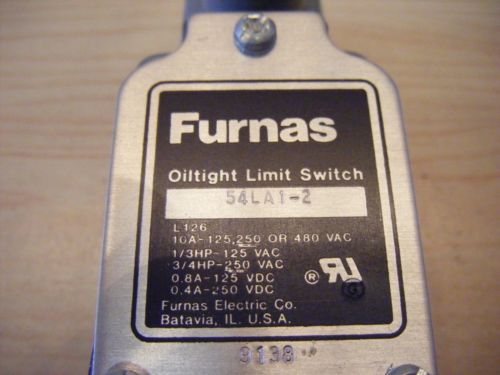 Furnas
Oiltight Limit Switch
54LA1-2
L126
10A-125,250 OR 480 VAC
1/3HP-125 VAC
3/4HP-250 VAC
0.8A-125 VDC
0.4A-250 VDC
® RU
Furnas Electric Co.
Batavia, IL. U.S.A.
9138